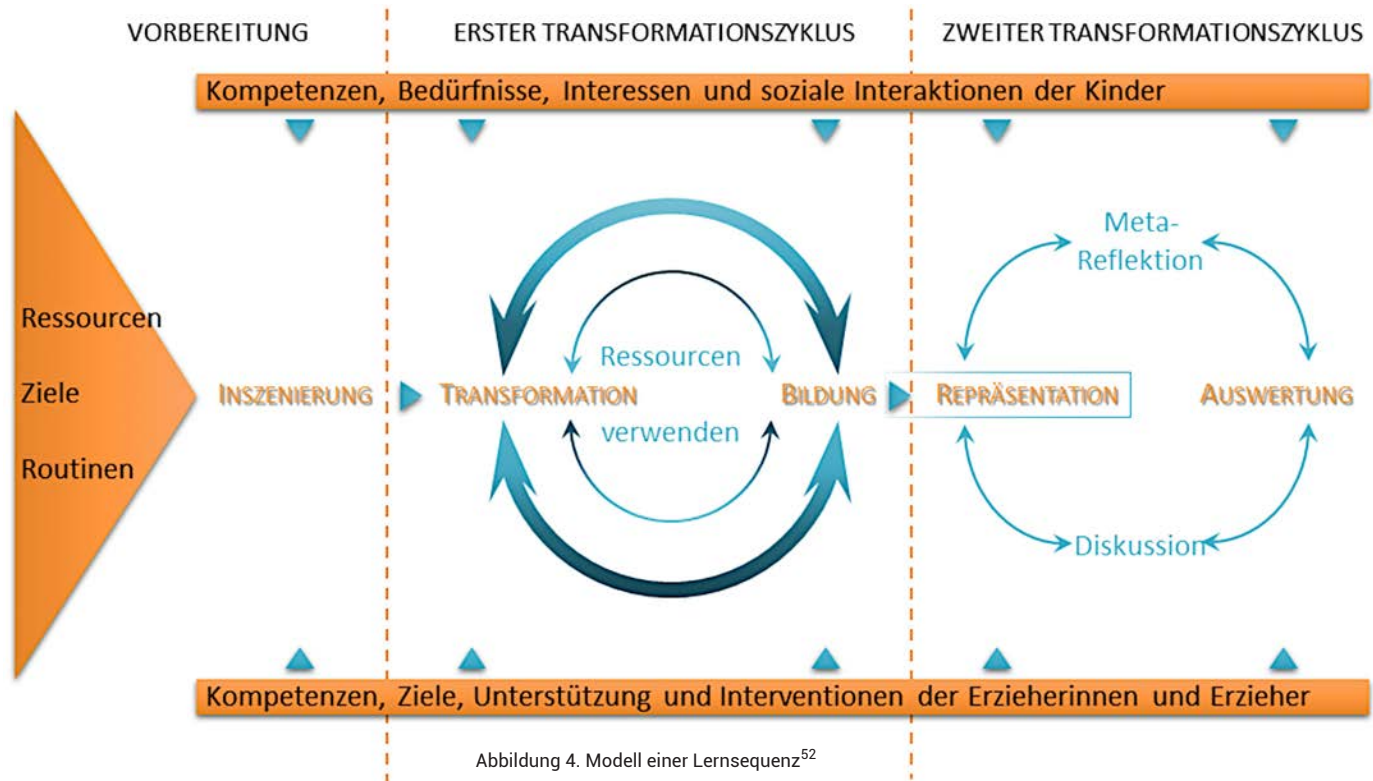 VORBEREITUNG
ERSTER TRANSFORMATIONSZYKLUS
ZWEITER TRANSFORMATIONSZYKLUS
Kompetenzen, Bedürfnisse, Interessen und soziale Interaktionen der Kinder
Ressourcen
Ziele
Routinen
INSZENIERUNG
TRANSFORMATION
Ressourcen
verwenden
BILDUNG
REPRÄSENTATION
Meta-
Reflektion
Diskussion
AUSWERTUNG
Kompetenzen, Ziele, Unterstützung und Interventionen der Erzieherinnen und Erzieher
Abbildung 4. Modell einer Lernsequenz52